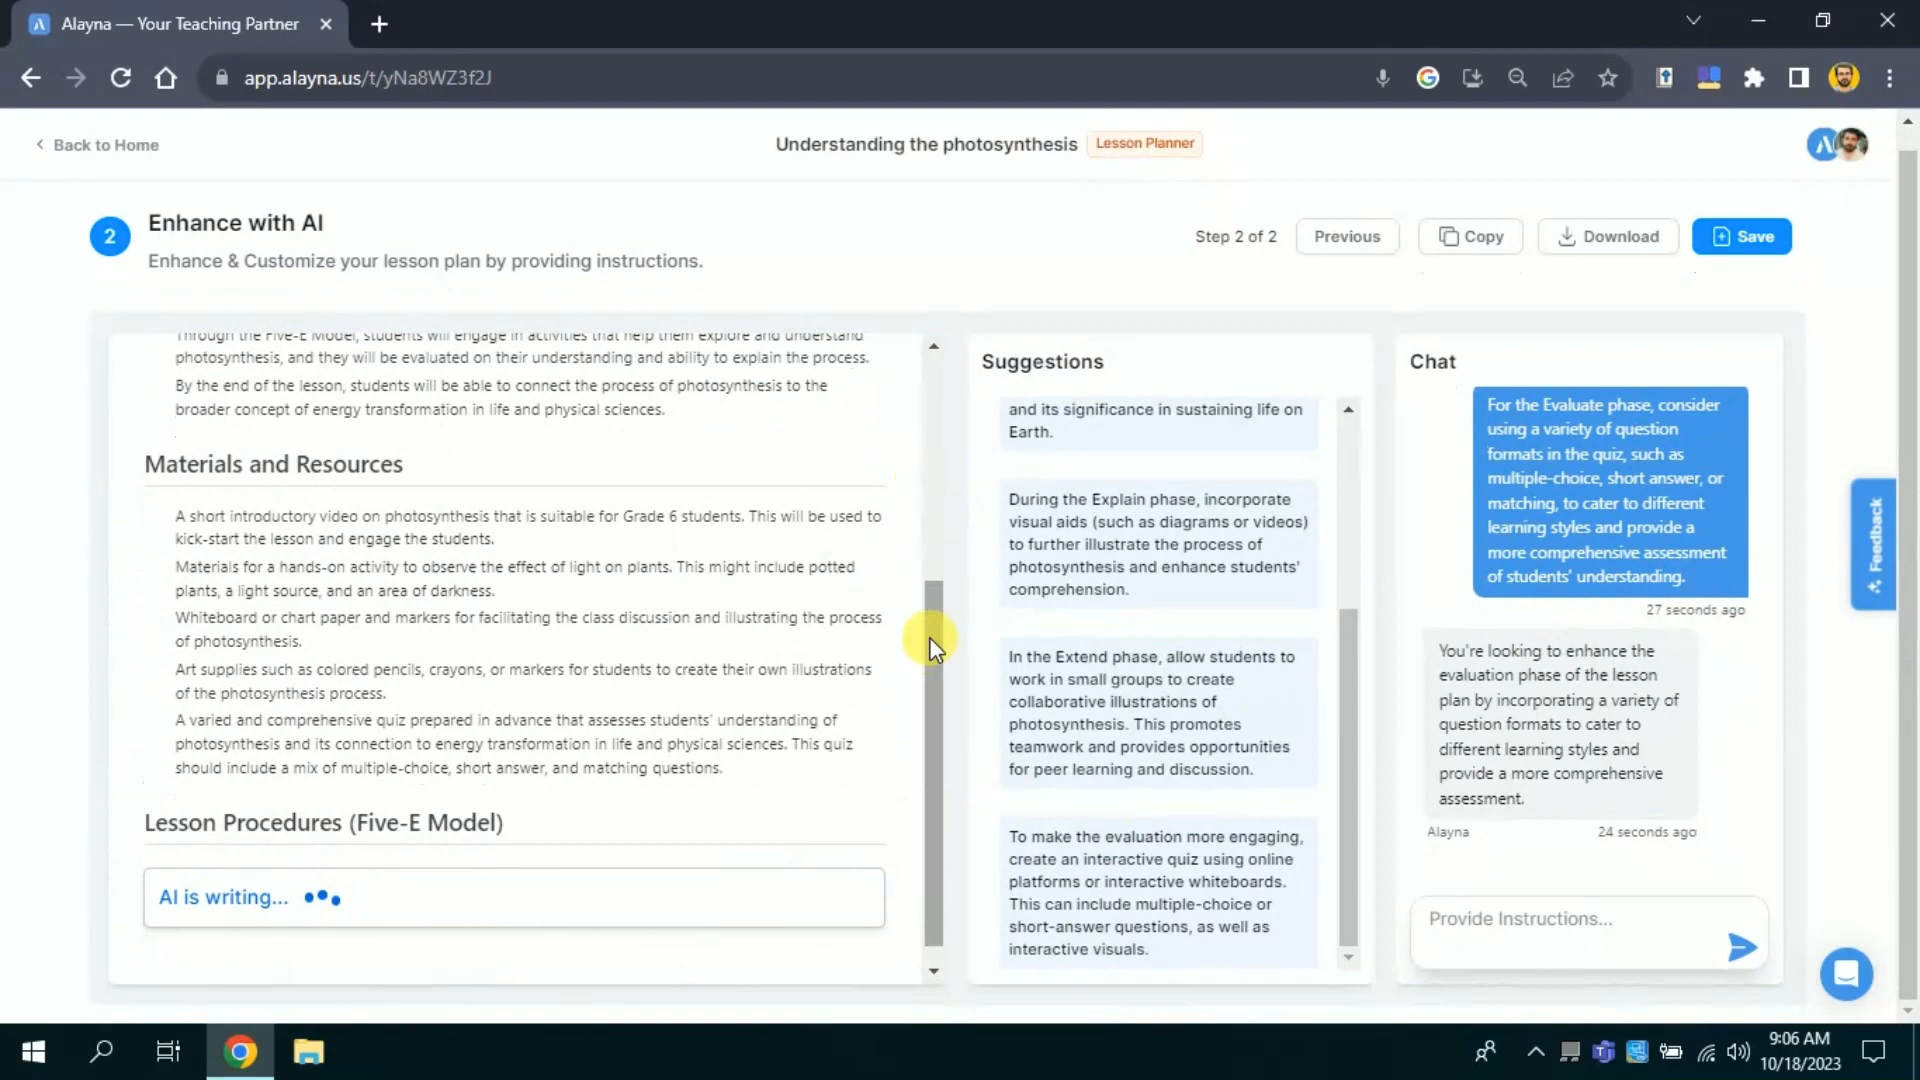 Alayna — Your Teaching Partner
app.alayna.us/t/yNa8WZ3f2J
Back to Home
Understanding the photosynthesis
Lesson Planner
2
Enhance with AI
Enhance & Customize your lesson plan by providing instructions.
Step 2 of 2
Previous
Copy
Download
Save
Through the Five-E Model, students will engage in activities that help them explore and understand
photosynthesis, and they will be evaluated on their understanding and ability to explain the process.
By the end of the lesson, students will be able to connect the process of photosynthesis to the
broader concept of energy transformation in life and physical sciences.
Materials and Resources
A short introductory video on photosynthesis that is suitable for Grade 6 students. This will be used to
kick-start the lesson and engage the students.
Materials for a hands-on activity to observe the effect of light on plants. This might include potted
plants, a light source, and an area of darkness.
Whiteboard or chart paper and markers for facilitating the class discussion and illustrating the process
of photosynthesis.
Art supplies such as colored pencils, crayons, or markers for students to create their own illustrations
of the photosynthesis process.
A varied and comprehensive quiz prepared in advance that assesses students' understanding of
photosynthesis and its connection to energy transformation in life and physical sciences. This quiz
should include a mix of multiple-choice, short answer, and matching questions.
Lesson Procedures (Five-E Model)
AI is writing...
Suggestions
and its significance in sustaining life on
Earth.
During the Explain phase, incorporate
visual aids (such as diagrams or videos)
to further illustrate the process of
photosynthesis and enhance students'
comprehension.
In the Extend phase, allow students to
work in small groups to create
collaborative illustrations of
photosynthesis. This promotes
teamwork and provides opportunities
for peer learning and discussion.
To make the evaluation more engaging,
create an interactive quiz using online
platforms or interactive whiteboards.
This can include multiple-choice or
short-answer questions, as well as
interactive visuals.
Chat
For the Evaluate phase, consider
using a variety of question
formats in the quiz, such as
multiple-choice, short answer, or
matching, to cater to different
learning styles and provide a
more comprehensive assessment
of students' understanding.
27 seconds ago
You're looking to enhance the
evaluation phase of the lesson
plan by incorporating a variety of
question formats to cater to
different learning styles and
provide a more comprehensive
assessment.
Alayna
24 seconds ago
Provide Instructions...
Feedback
9:06 AM
10/18/2023